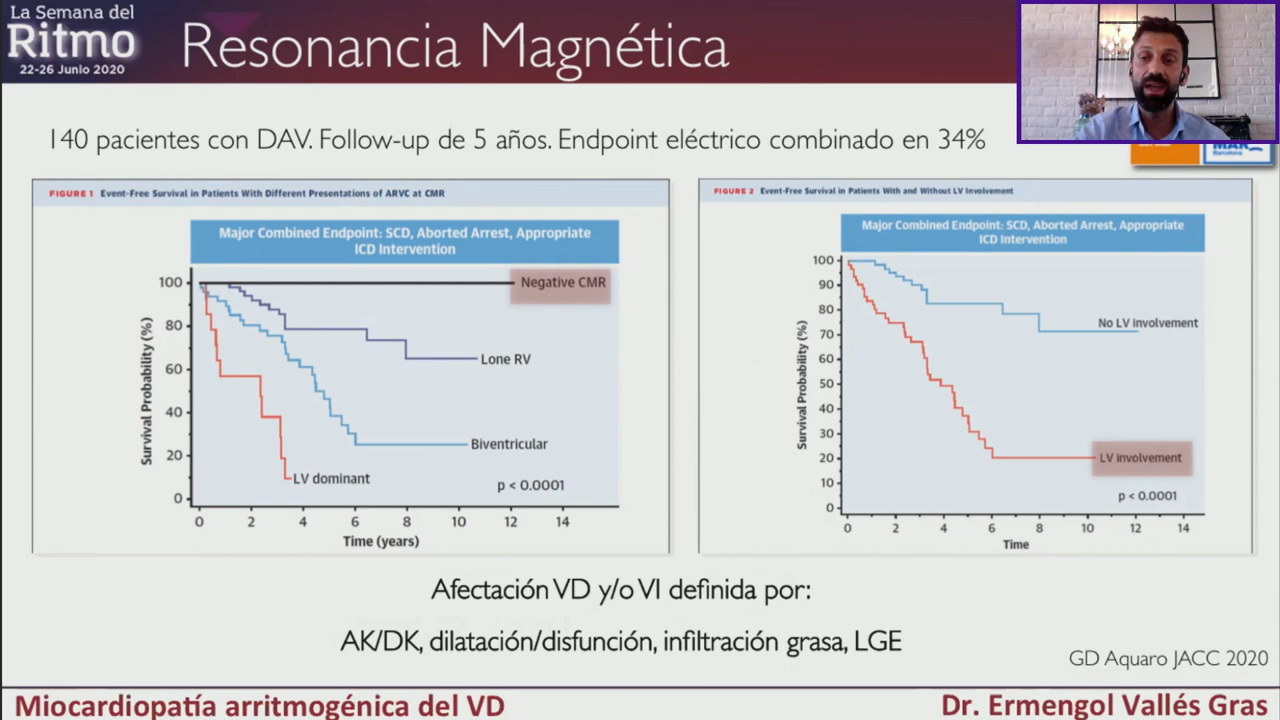 La Semana del
Ritmo
22-26 Junio 2020
Resonancia Magnética
140 pacientes con DAV. Follow-up de 5 años. Endpoint eléctrico combinado en 34%
MAR
Barcelona
FIGURE 1 Event-Free Survival in Patients With Different Presentations of ARVC at CMR
Major Combined Endpoint: SCD, Aborted Arrest, Appropriate
ICD Intervention
Survival Probability (%)
100
80
60
40
20
0
Negative CMR
Lone RV
Biventricular
LV dominant
p < 0.0001
0 2 4 6 8 10 12 14
Time (years)
FIGURE 2 Event-Free Survival in Patients With and Without LV Involvement
Major Combined Endpoint: SCD, Aborted Arrest, Appropriate
ICD Intervention
Survival Probability (%)
100
90
80
70
60
50
40
30
20
10
0
No LV involvement
LV involvement
p < 0.0001
0 2 4 6 8 10 12 14
Time
Afectación VD y/o VI definida por:
AK/DK, dilatación/disfunción, infiltración grasa, LGE
GD Aquaro JACC 2020
Miocardiopatía arritmogénica del VD
Dr. Ermengol Vallés Gras